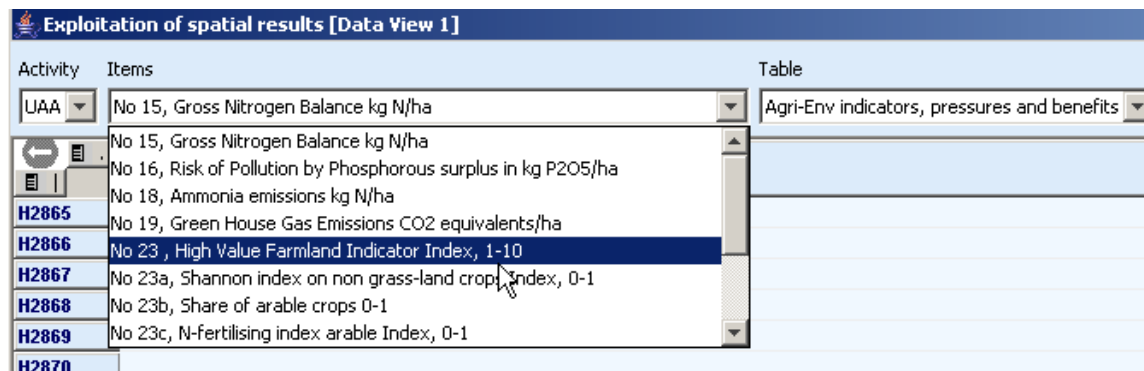 Exploitation of spatial results [Data View 1]
Activity Items Table
UAA No 15, Gross Nitrogen Balance kg N/ha Agri-Env indicators, pressures and benefits
No 15, Gross Nitrogen Balance kg N/ha
No 16, Risk of Pollution by Phosphorous surplus in kg P2O5/ha
No 18, Ammonia emissions kg N/ha
H2865
No 19, Green House Gas Emissions CO2 equivalents/ha
H2866
No 23 , High Value Farmland Indicator Index, 1-10
H2867
No 23a, Shannon index on non grass-land crops Index, 0-1
H2868
No 23b, Share of arable crops 0-1
H2869
No 23c, N-fertilising index arable Index, 0-1
H2870